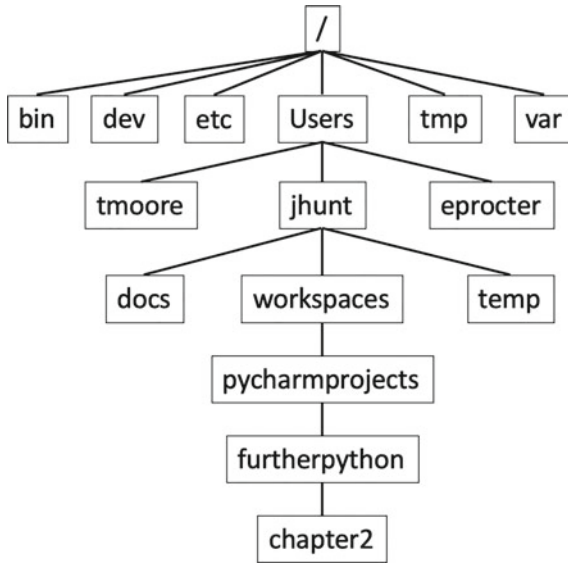 /
bin dev etc Users tmp var
tmoore jhunt eprocter
docs workspaces temp
pycharmprojects
furtherpython
chapter2